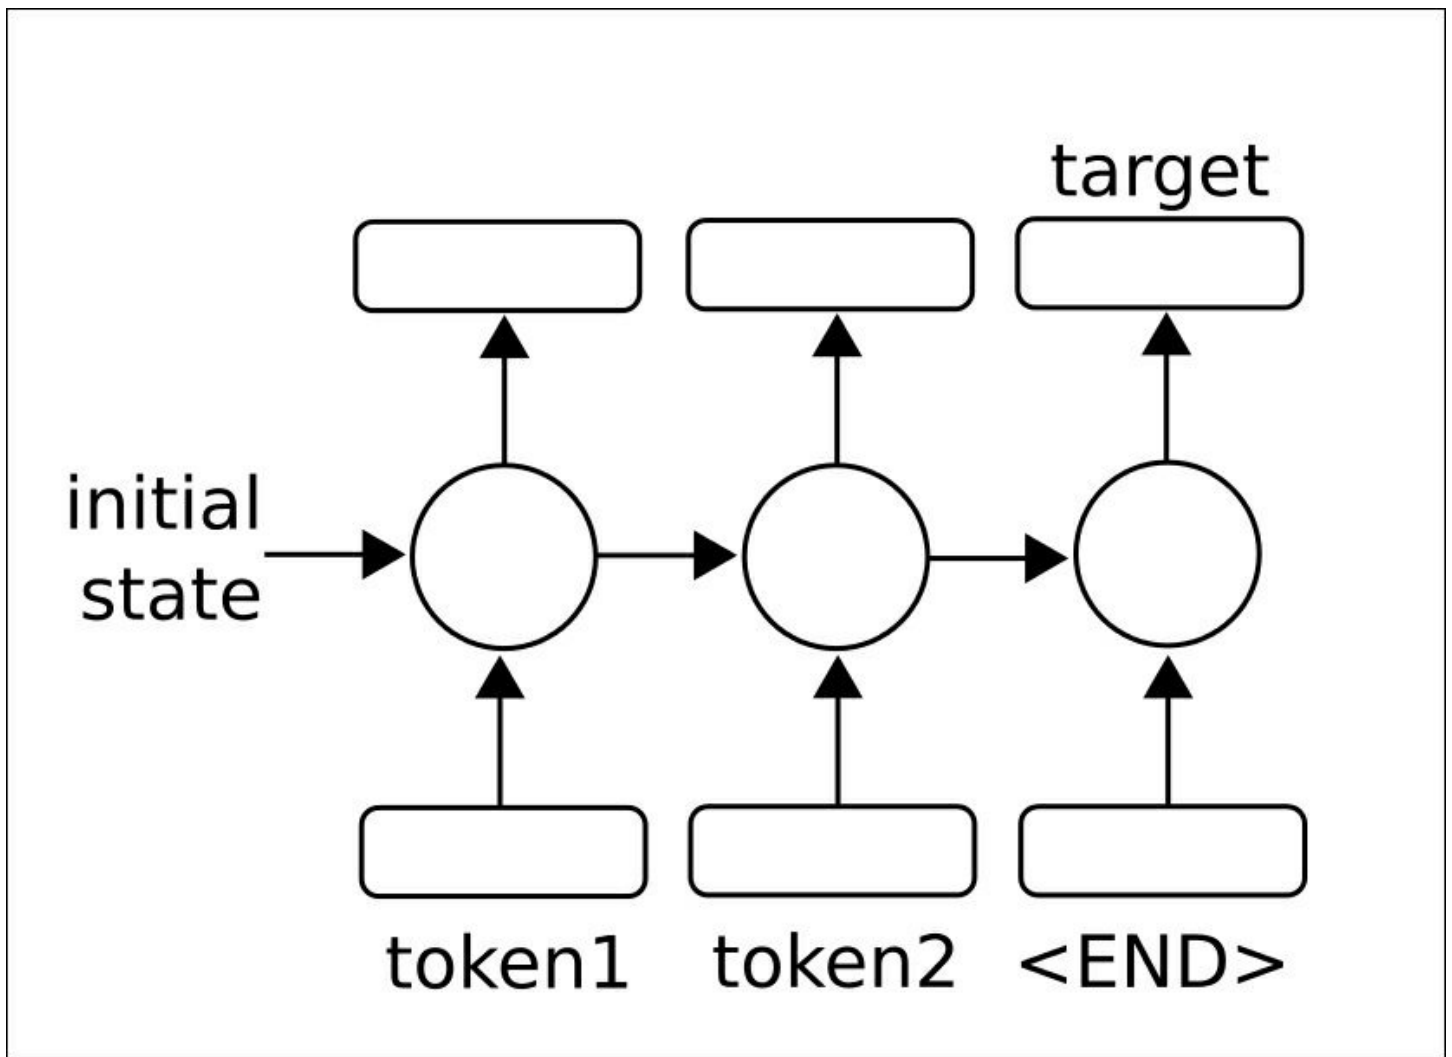 target
initial
state
token1
token2
<END>